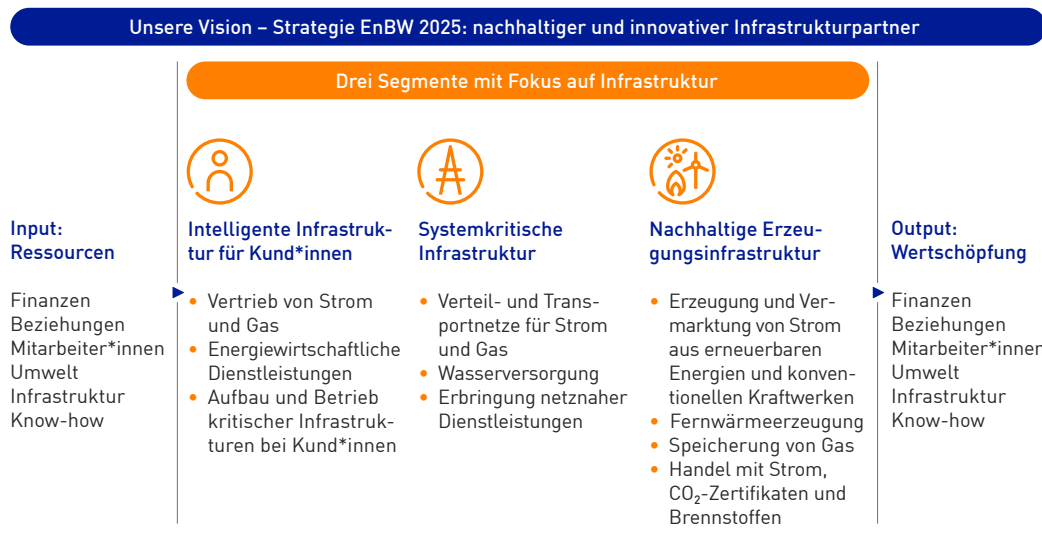 Unsere Vision – Strategie EnBW 2025: nachhaltiger und innovativer Infrastrukturpartner
Drei Segmente mit Fokus auf Infrastruktur
Input:
Ressourcen
Finanzen
Beziehungen
Mitarbeiter*innen
Umwelt
Infrastruktur
Know-how
Intelligente Infrastruk-
tur für Kund*innen
• Vertrieb von Strom
und Gas
• Energiewirtschaftliche
Dienstleistungen
• Aufbau und Betrieb
kritischer Infrastruk-
turen bei Kund*innen
Systemkritische
Infrastruktur
• Verteil- und Trans-
portnetze für Strom
und Gas
• Wasserversorgung
• Erbringung netznaher
Dienstleistungen
Nachhaltige Erzeu-
gungsinfrastruktur
• Erzeugung und Ver-
marktung von Strom
aus erneuerbaren
Energien und konven-
tionellen Kraftwerken
• Fernwärmeerzeugung
• Speicherung von Gas
• Handel mit Strom,
CO₂-Zertifikaten und
Brennstoffen
Output:
Wertschöpfung
Finanzen
Beziehungen
Mitarbeiter*innen
Umwelt
Infrastruktur
Know-how